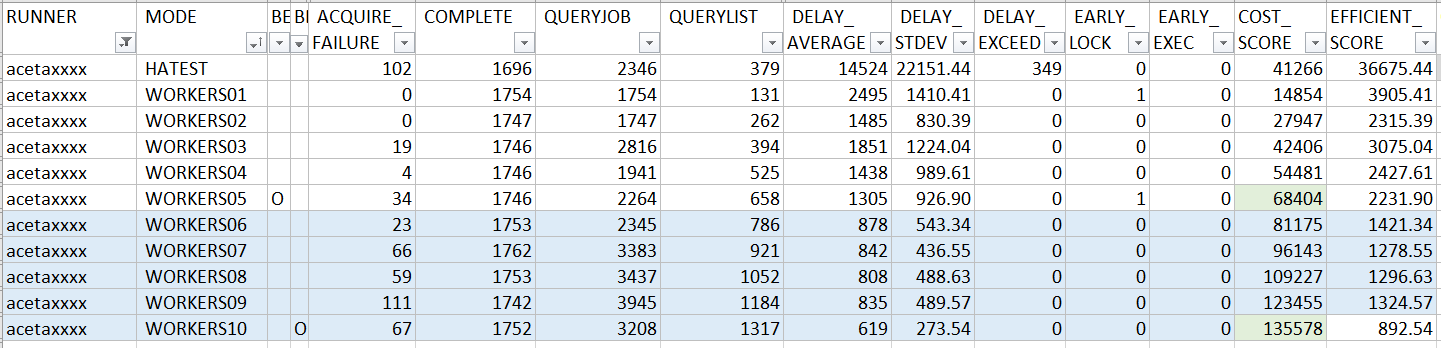 RUNNER MODE BE BI ACQUIRE_ COMPLETE QUERYJOB QUERYLIST DELAY_ DELAY_ DELAY_ EARLY_ EARLY_ COST_ EFFICIENT_
FAILURE AVERAGE STDEV EXCEED LOCK EXEC SCORE SCORE
acetaxxxx HATEST 102 1696 2346 379 14524 22151.44 349 0 0 41266 36675.44
acetaxxxx WORKERS01 0 1754 1754 131 2495 1410.41 0 1 0 14854 3905.41
acetaxxxx WORKERS02 0 1747 1747 262 1485 830.39 0 0 0 27947 2315.39
acetaxxxx WORKERS03 19 1746 2816 394 1851 1224.04 0 0 0 42406 3075.04
acetaxxxx WORKERS04 4 1746 1941 525 1438 989.61 0 0 0 54481 2427.61
acetaxxxx WORKERS05 O 34 1746 2264 658 1305 926.90 0 1 0 68404 2231.90
acetaxxxx WORKERS06 23 1753 2345 786 878 543.34 0 0 0 81175 1421.34
acetaxxxx WORKERS07 66 1762 3383 921 842 436.55 0 0 0 96143 1278.55
acetaxxxx WORKERS08 59 1753 3437 1052 808 488.63 0 0 0 109227 1296.63
acetaxxxx WORKERS09 111 1742 3945 1184 835 489.57 0 0 0 123455 1324.57
acetaxxxx WORKERS10 O 67 1752 3208 1317 619 273.54 0 0 0 135578 892.54